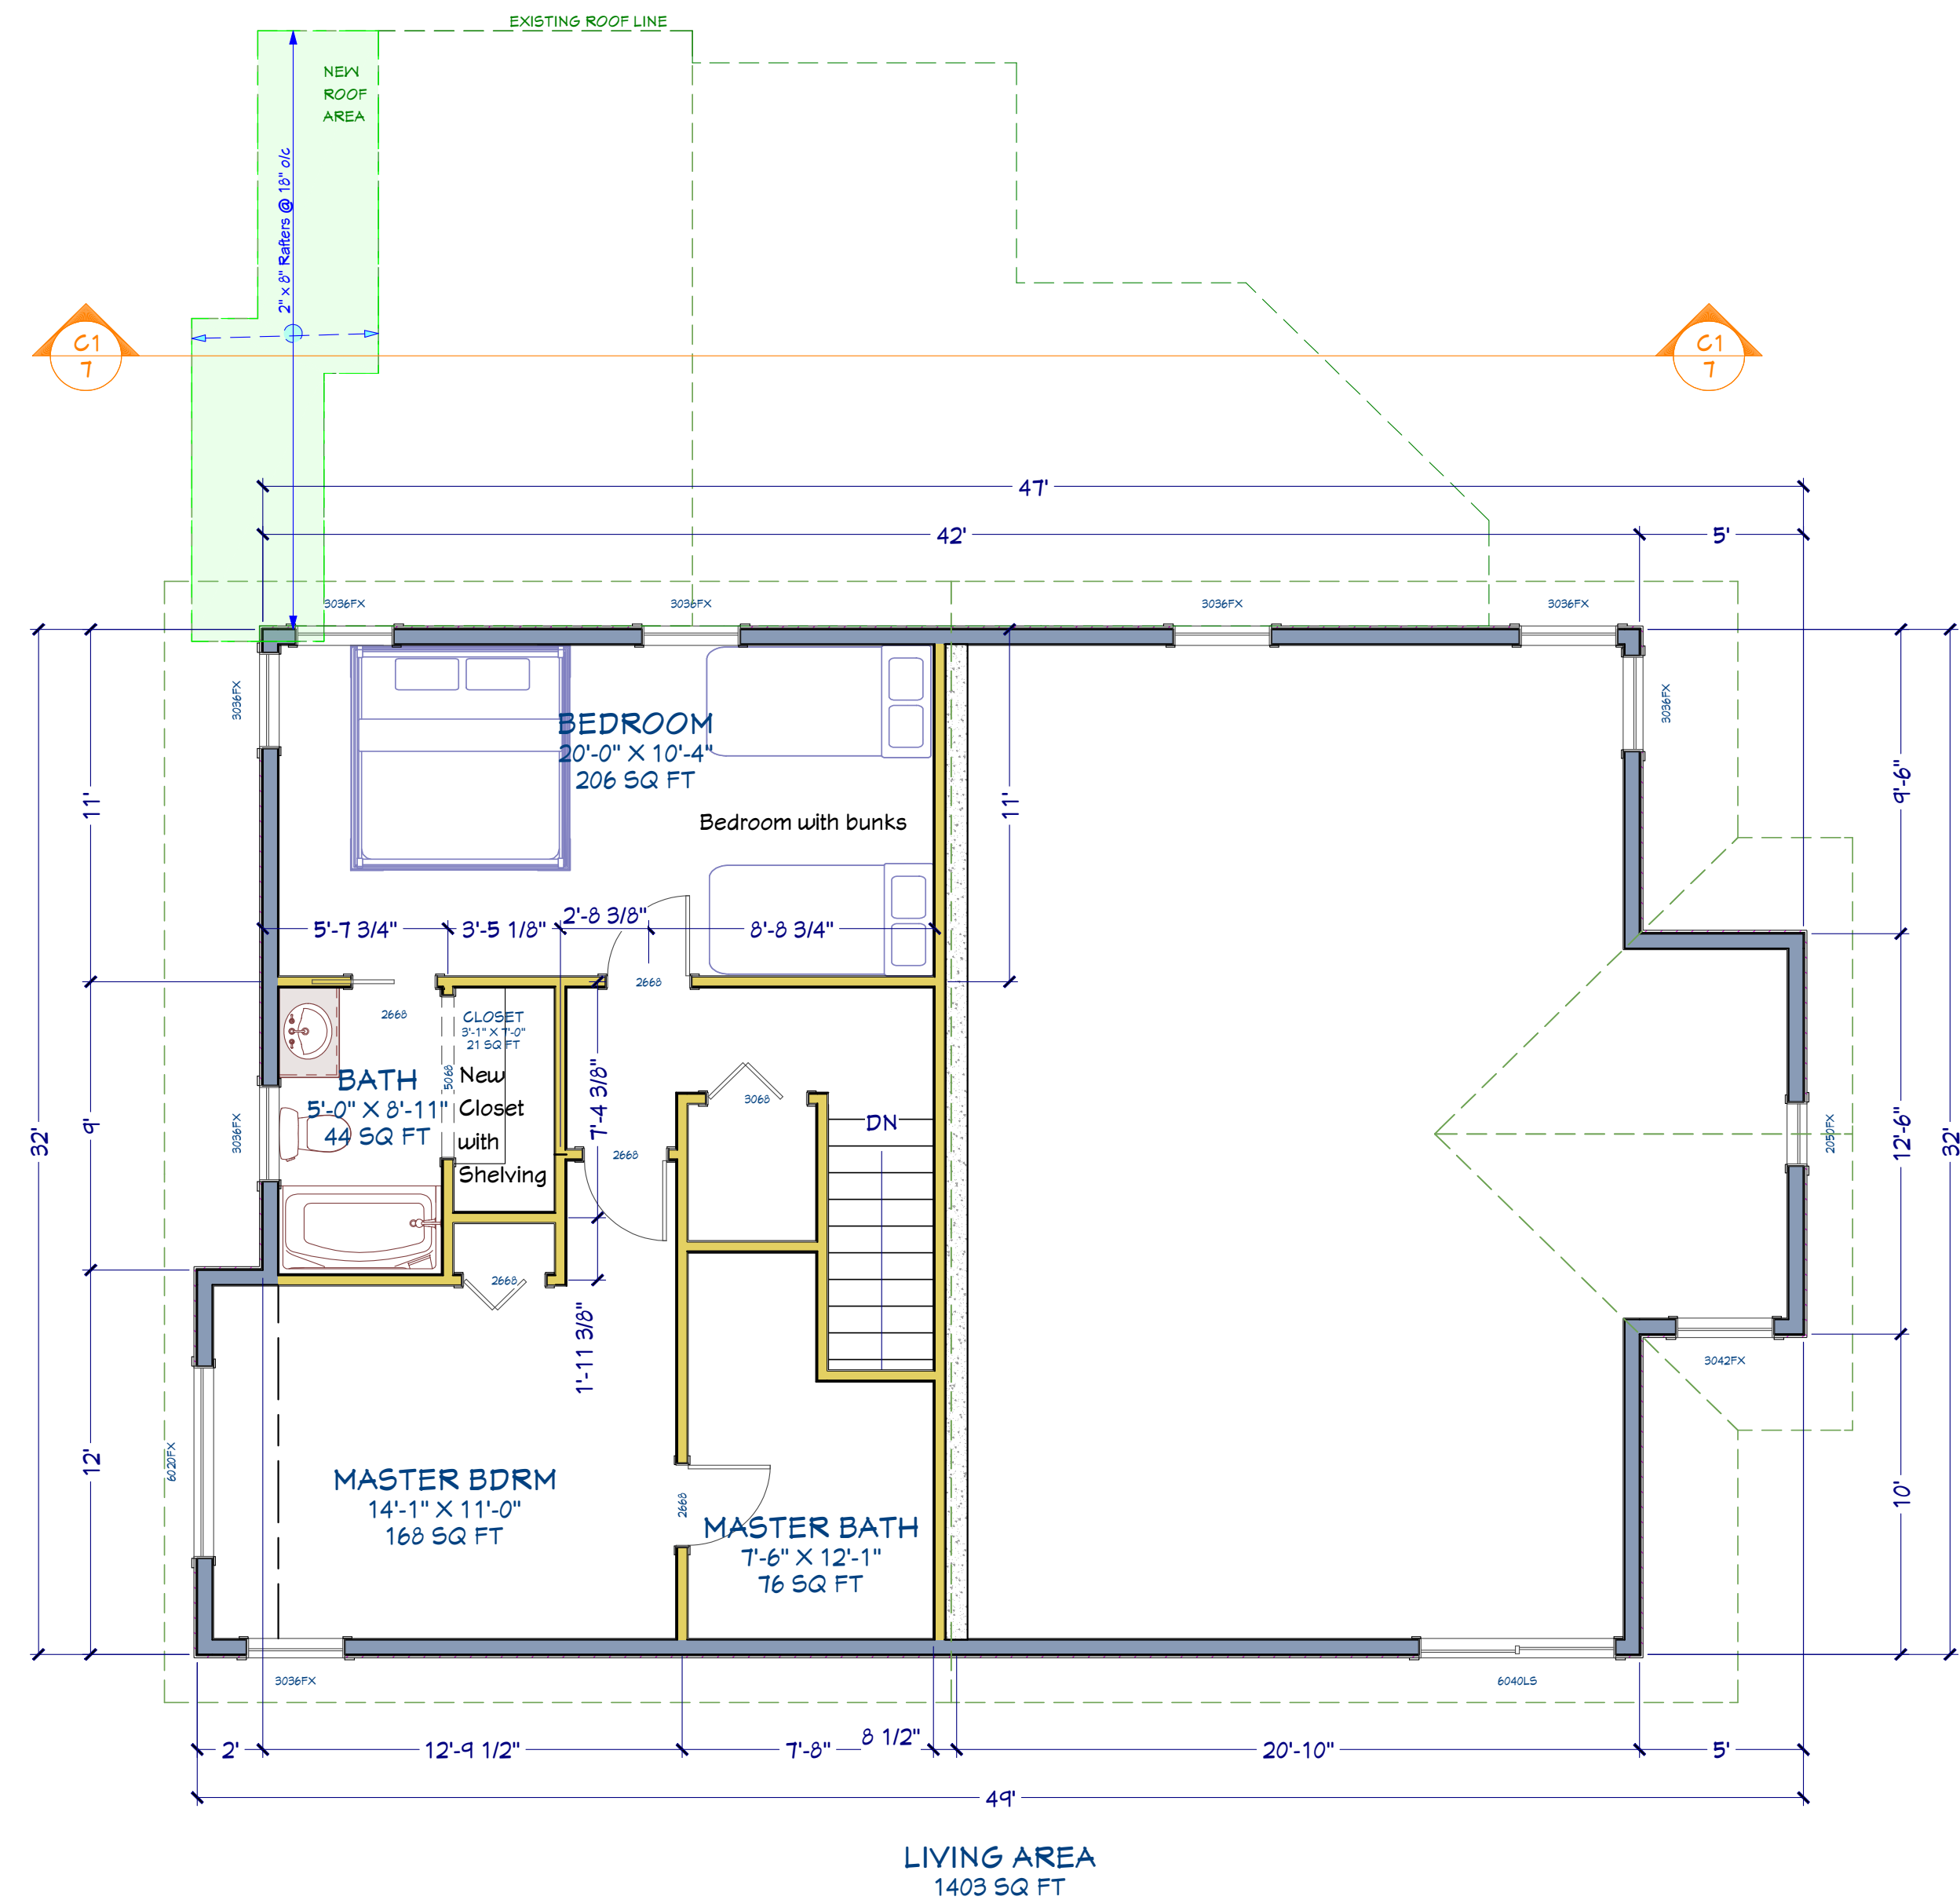 EXISTING ROOF LINE
NEW
ROOF
AREA
2" x 8" Rafters @ 18" o/c
C1
7
C1
7
47'
42'
5'
3036FX
3036FX
3036FX
3036FX
3036FX
3036FX
BEDROOM
20'-0" X 10'-4"
206 SQ FT
Bedroom with bunks
11'
11'
9'-6"
5'-7 3/4"
3'-5 1/8"
2'-8 3/8"
8'-8 3/4"
2668
2668
CLOSET
3'-1" X 7'-0"
21 SQ FT
5068
New
Closet
with
Shelving
BATH
5'-0" X 8'-11"
44 SQ FT
3036FX
9'
32'
7'-4 3/8"
3068
2668
DN
2050FX
12'-6"
32'
2668
1'-11 3/8"
3042FX
12'
6020FX
MASTER BDRM
14'-1" X 11'-0"
168 SQ FT
2668
MASTER BATH
7'-6" X 12'-1"
76 SQ FT
10'
3036FX
6040LS
2'
12'-9 1/2"
7'-8"
8 1/2"
20'-10"
5'
49'
LIVING AREA
1403 SQ FT